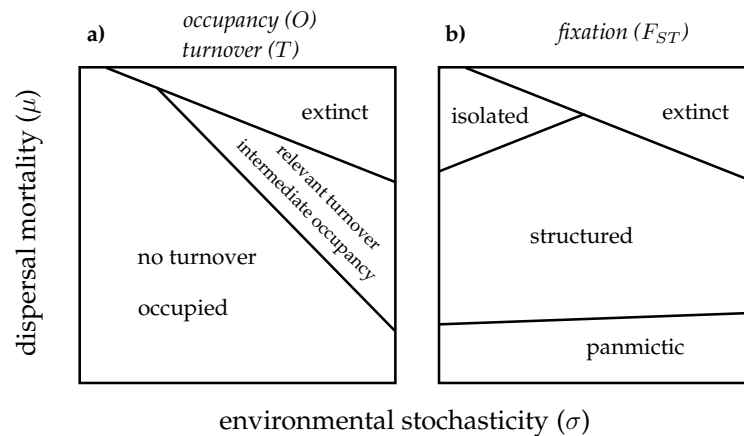 a)
occupancy (O)
turnover (T)
extinct
relevant turnover
intermediate occupancy
no turnover
occupied
b)
fixation (F_ST)
isolated
extinct
structured
panmictic
dispersal mortality (μ)
environmental stochasticity (σ)